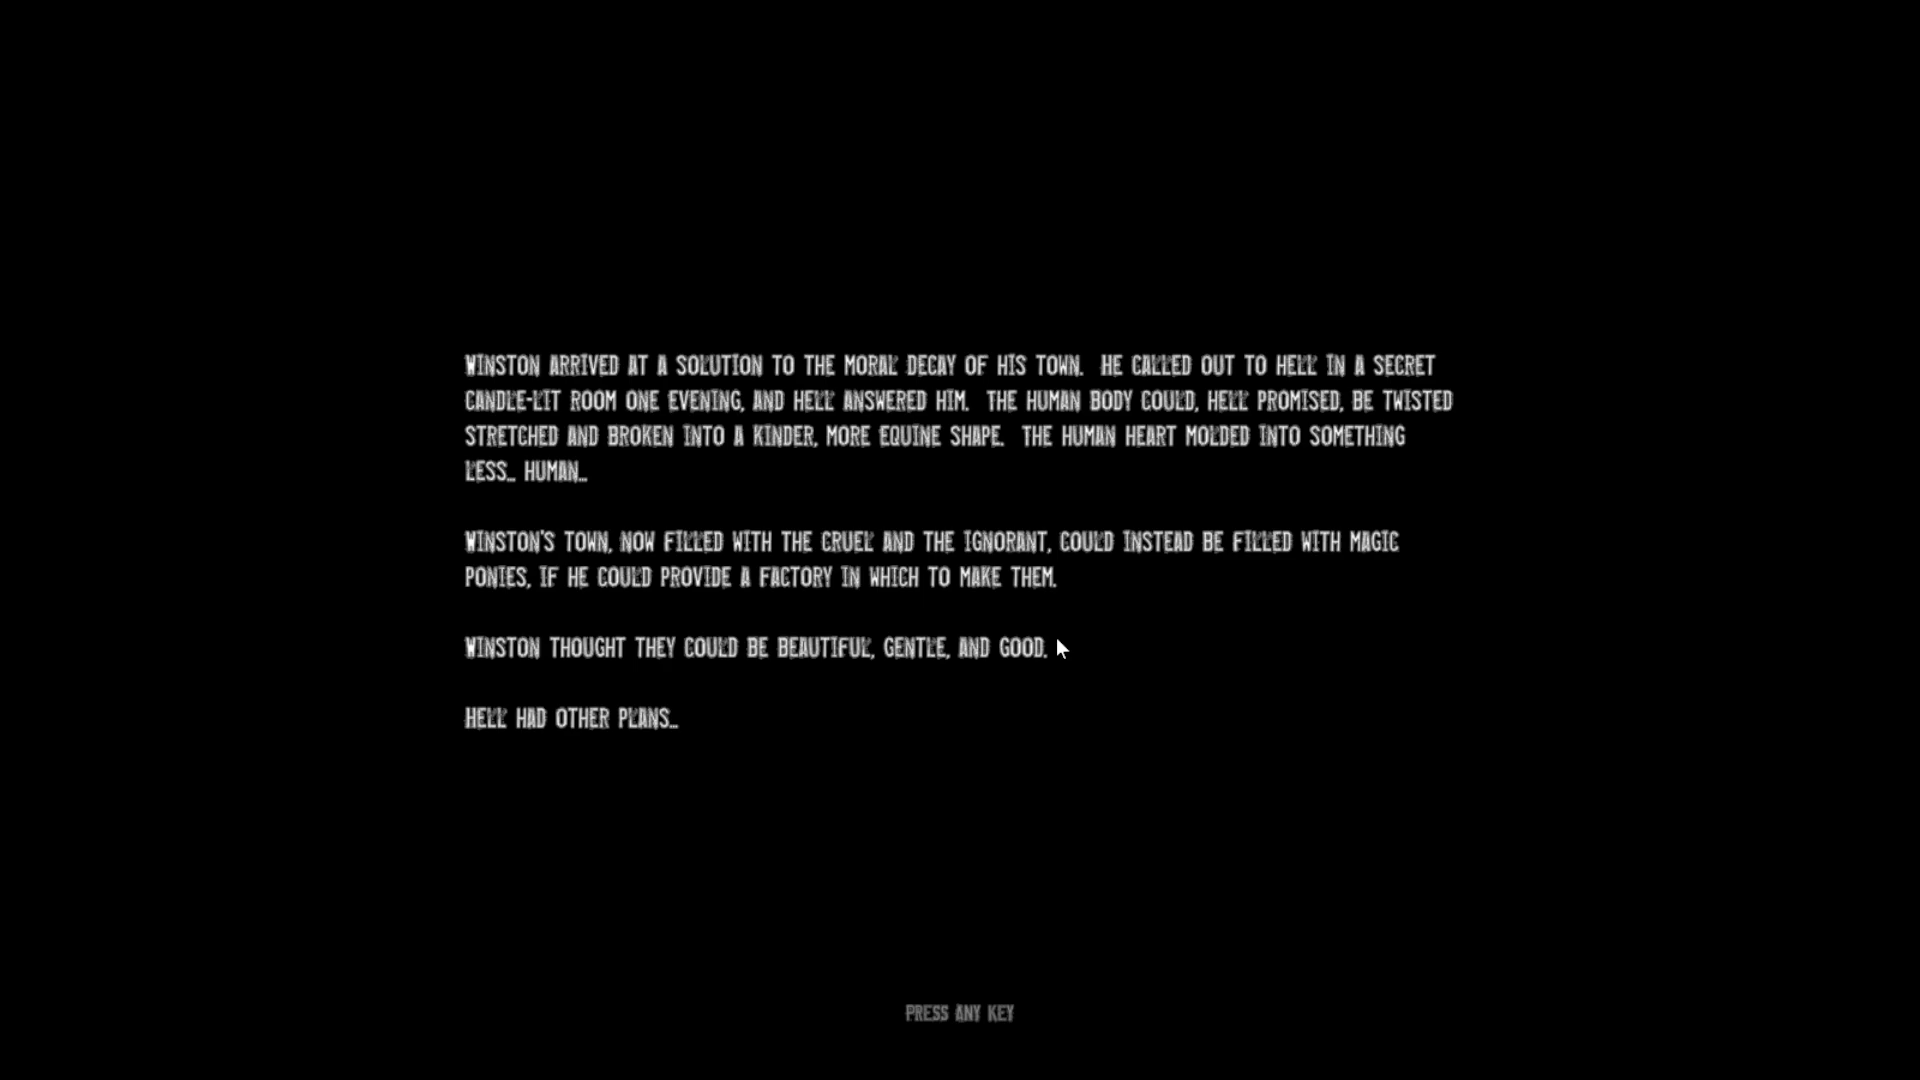 WINSTON ARRIVED AT A SOLUTION TO THE MORAL DECAY OF HIS TOWN.  HE CALLED OUT TO HELL IN A SECRET
CANDLE-LIT ROOM ONE EVENING, AND HELL ANSWERED HIM.  THE HUMAN BODY COULD, HELL PROMISED, BE TWISTED
STRETCHED AND BROKEN INTO A KINDER, MORE EQUINE SHAPE.  THE HUMAN HEART MOLDED INTO SOMETHING
LESS... HUMAN...
WINSTON'S TOWN, NOW FILLED WITH THE CRUEL AND THE IGNORANT, COULD INSTEAD BE FILLED WITH MAGIC
PONIES, IF HE COULD PROVIDE A FACTORY IN WHICH TO MAKE THEM.
WINSTON THOUGHT THEY COULD BE BEAUTIFUL, GENTLE, AND GOOD.
HELL HAD OTHER PLANS...
PRESS ANY KEY